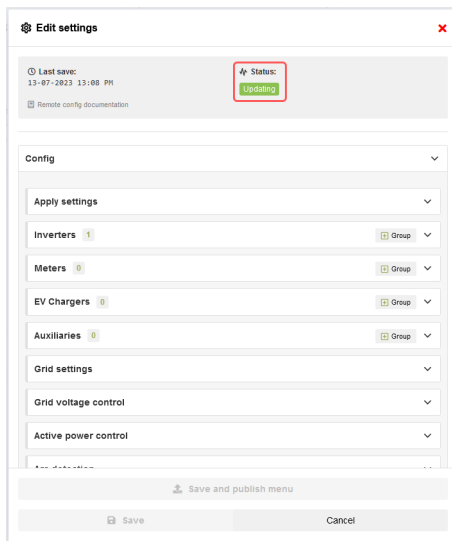 Edit settings
Last save:
13-07-2023 13:08 PM
Remote config documentation
Status:
Updating
Config
Apply settings
Inverters 1 Group
Meters 0 Group
EV Chargers 0 Group
Auxiliaries 0 Group
Grid settings
Grid voltage control
Active power control
Save and publish menu
Save
Cancel